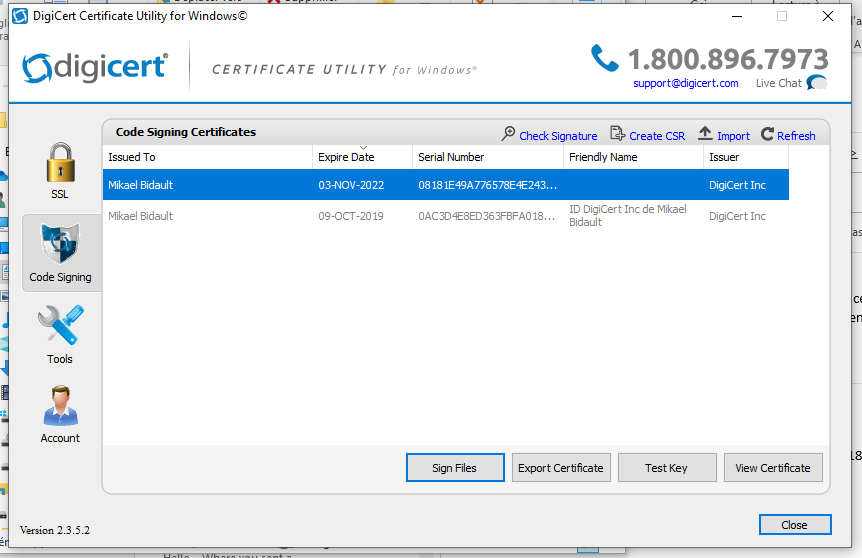 DigiCert Certificate Utility for Windows©
digicert®
CERTIFICATE UTILITY for Windows®
1.800.896.7973
support@digicert.com Live Chat
SSL
Code Signing
Tools
Account
Code Signing Certificates
Check Signature Create CSR Import Refresh
Issued To Expire Date Serial Number Friendly Name Issuer
Mikael Bidault 03-NOV-2022 08181E49A776578E4E243... DigiCert Inc
Mikael Bidault 09-OCT-2019 0AC3D4E8ED363FBFA018... ID DigiCert Inc de Mikael Bidault DigiCert Inc
Sign Files Export Certificate Test Key View Certificate
Version 2.3.5.2
Close